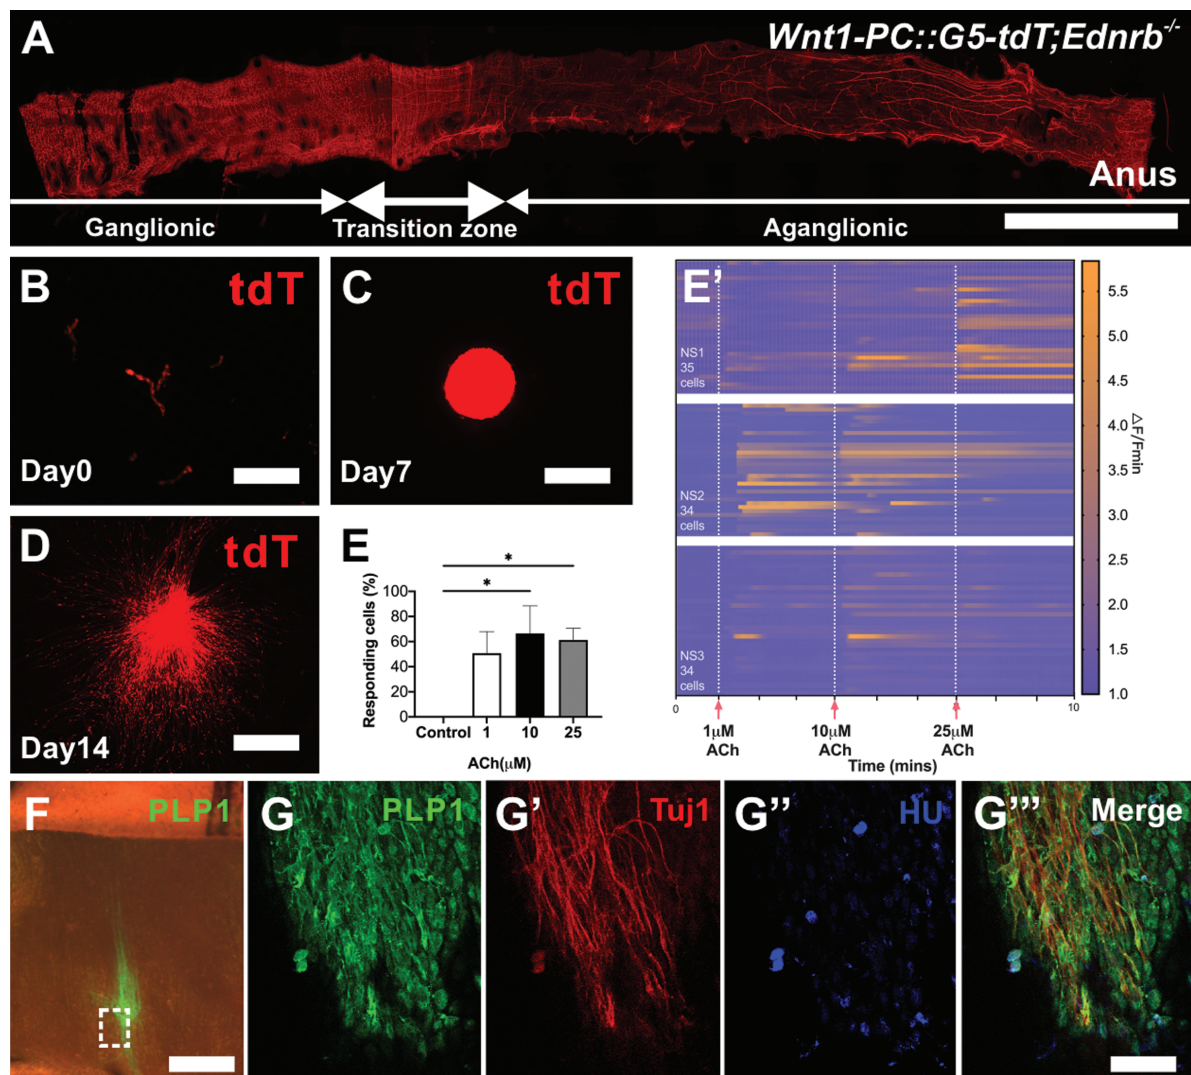 A
Wnt1-PC::G5-tdT;Ednrb-/-
Anus
Ganglionic
Transition zone
Aganglionic
B
tdT
Day0
C
tdT
Day7
D
tdT
Day14
E
Responding cells (%)
100
80
60
40
20
0
*
*
Control
1
10
25
ACh(μM)
E’
NS1
35
cells
NS2
34
cells
NS3
34
cells
5.5
5.0
4.5
4.0
3.5
3.0
2.5
2.0
1.5
1.0
△F/Fmin
0
10
1μM
ACh
10μM
ACh
25μM
ACh
Time (mins)
F
PLP1
G
PLP1
G’
Tuj1
G’’
HU
G’’’
Merge